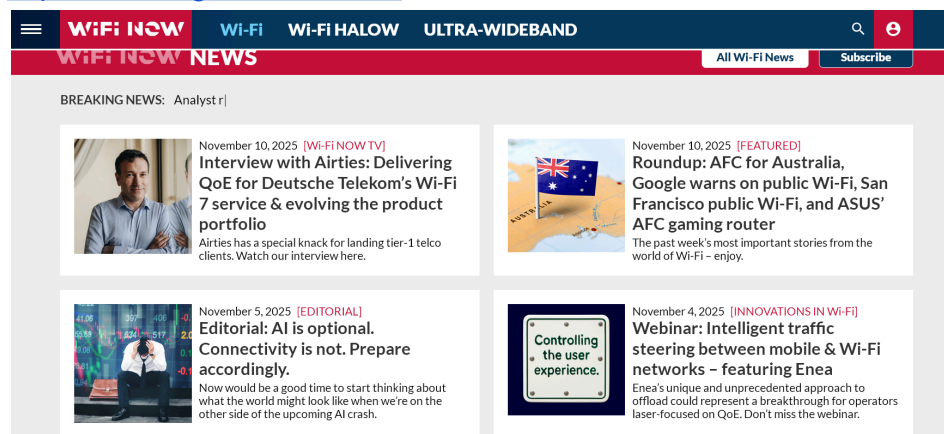 WiFi NOW Wi-Fi Wi-Fi HALOW ULTRA-WIDEBAND
WiFi NOW NEWS All Wi-Fi News Subscribe
BREAKING NEWS: Analyst r|
November 10, 2025 [Wi-Fi NOW TV]
Interview with Airties: Delivering
QoE for Deutsche Telekom’s Wi-Fi
7 service & evolving the product
portfolio
Airties has a special knack for landing tier-1 telco
clients. Watch our interview here.
AUSTRALIA
November 10, 2025 [FEATURED]
Roundup: AFC for Australia,
Google warns on public Wi-Fi, San
Francisco public Wi-Fi, and ASUS’
AFC gaming router
The past week’s most important stories from the
world of Wi-Fi – enjoy.
November 5, 2025 [EDITORIAL]
Editorial: AI is optional.
Connectivity is not. Prepare
accordingly.
Now would be a good time to start thinking about
what the world might look like when we’re on the
other side of the upcoming AI crash.
Controlling
the user
experience.
November 4, 2025 [INNOVATIONS IN Wi-Fi]
Webinar: Intelligent traffic
steering between mobile & Wi-Fi
networks – featuring Enea
Enea’s unique and unprecedented approach to
offload could represent a breakthrough for operators
laser-focused on QoE. Don’t miss the webinar.